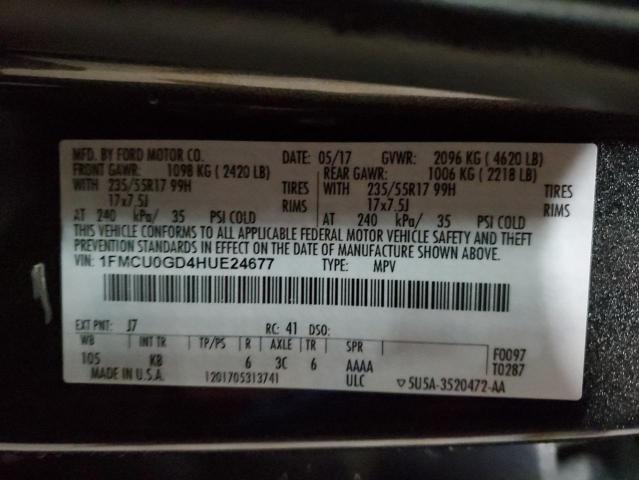 MFD. BY FORD MOTOR CO. DATE: 05/17 GVWR: 2096 KG ( 4620 LB)
FRONT GAWR: 1098 KG ( 2420 LB) REAR GAWR: 1006 KG ( 2218 LB)
WITH 235/55R17 99H TIRES WITH 235/55R17 99H TIRES
17x7.5J RIMS 17x7.5J RIMS
AT 240 kPa/ 35 PSI COLD AT 240 kPa/ 35 PSI COLD
THIS VEHICLE CONFORMS TO ALL APPLICABLE FEDERAL MOTOR VEHICLE SAFETY AND THEFT
PREVENTION STANDARDS IN EFFECT ON THE DATE OF MANUFACTURE SHOWN ABOVE.
VIN: 1FMCU0GD4HUE24677 TYPE: MPV
EXT PNT: J7 RC: 41 DSO:
WB INT TR TP/PS R AXLE TR SPR F0097
105 KB 6 3C 6 AAAA T0287
MADE IN U.S.A. 1201705313741 ULC ▽5U5A-3520472-AA